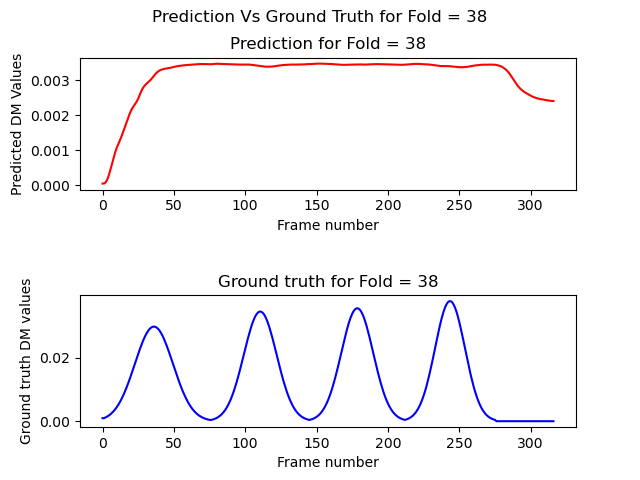 Prediction Vs Ground Truth for Fold = 38
Prediction for Fold = 38
Predicted DM Values
0.003
0.002
0.001
0.000
0 50 100 150 200 250 300
Frame number
Ground truth for Fold = 38
Ground truth DM values
0.02
0.00
0 50 100 150 200 250 300
Frame number